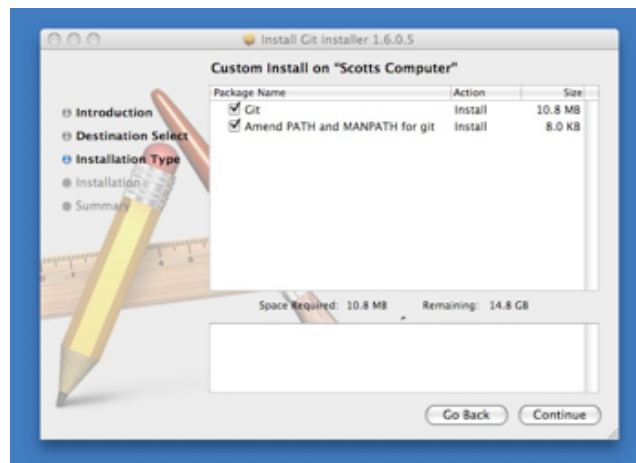 Install Git installer 1.6.0.5
Custom Install on "Scotts Computer"
Introduction
Destination Select
Installation Type
Installation
Summary
Package Name Action Size
Git Install 10.8 MB
Amend PATH and MANPATH for git Install 8.0 KB
Space Required: 10.8 MB Remaining: 14.8 GB
Go Back Continue